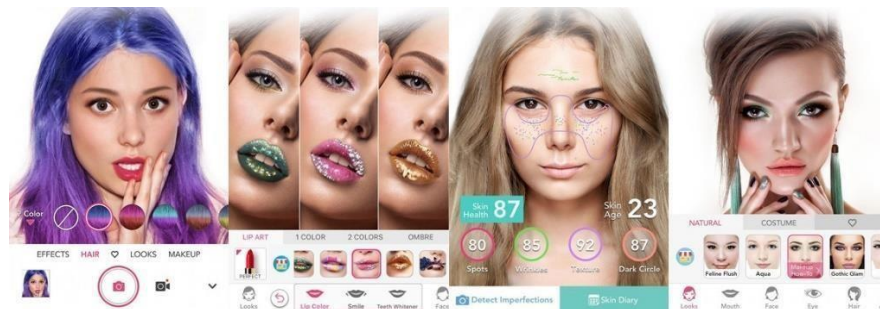 Color
EFFECTS HAIR LOOKS MAKEUP
LIP ART 1 COLOR 2 COLORS OMBRE
PERFECT
Looks Lip Color Smile Teeth Whitener Face
Skin Health 87
Skin Age 23
80 85 92 87
Spots Wrinkles Texture Dark Circle
Detect Imperfections Skin Diary
NATURAL COSTUME
Feline Flush Aqua Gothic Glam
Looks Mouth Face Eye Hair